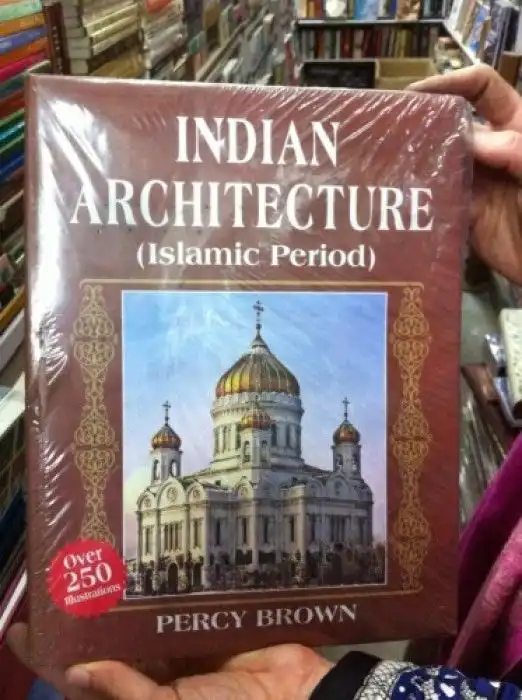 INDIAN
ARCHITECTURE
(Islamic Period)
Over
250
Illustrations
PERCY BROWN